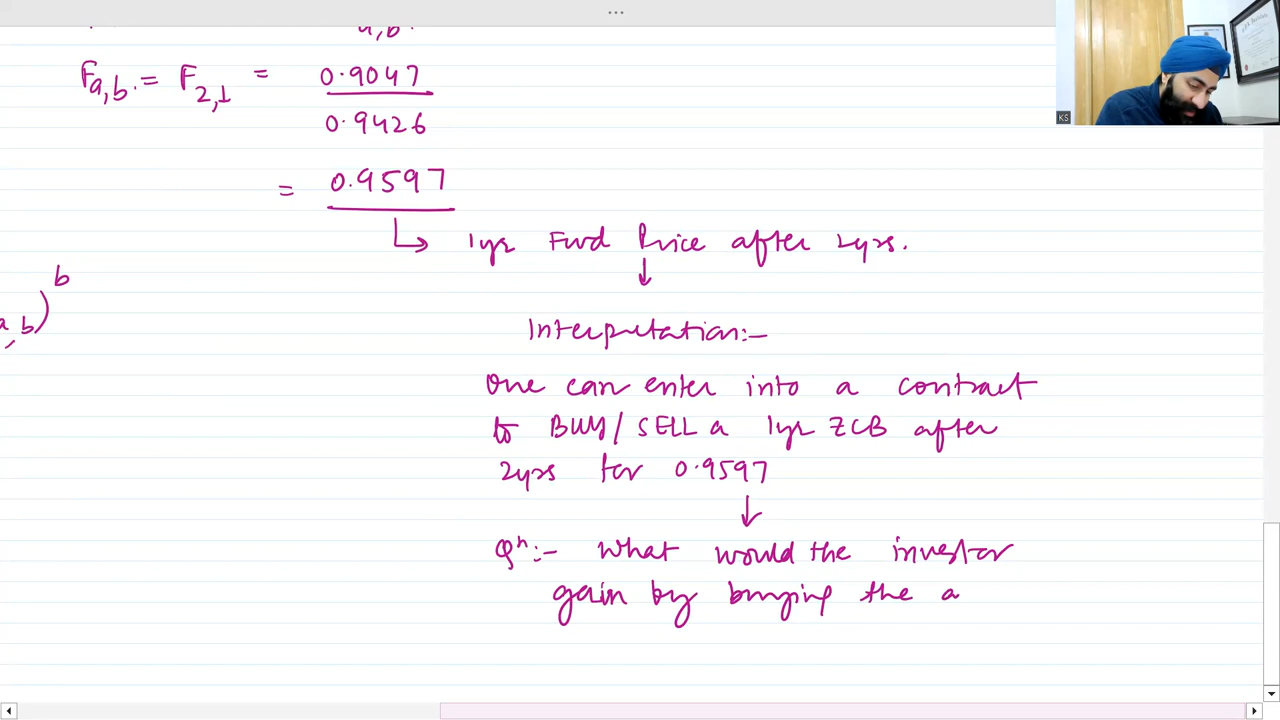 a,b.
Fa,b. = F2,1 = 0.9047
0.9426
= 0.9597
↳ 1yr Fwd Price after 2yrs.
b
a, b)
Interpretation:-
One can enter into a contract
to BUY/SELL a 1yr ZCB after
2yrs for 0.9597
Qn:- What would the investor
gain by buying the a
KS